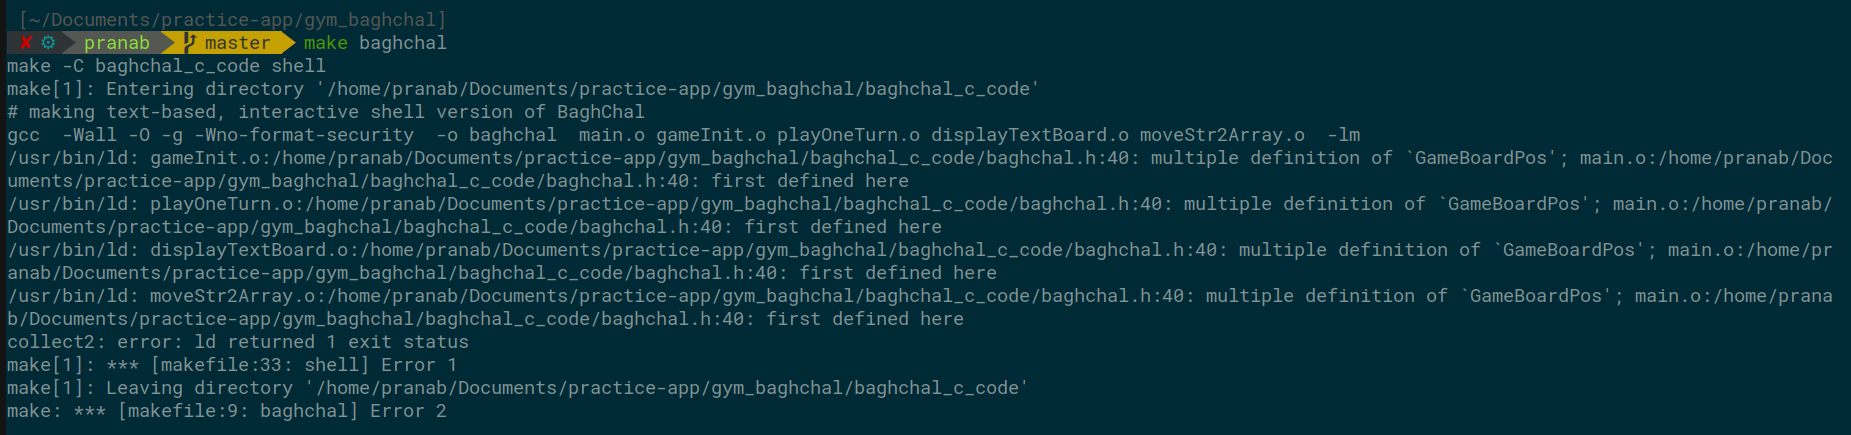 [~/Documents/practice-app/gym_baghchal]
✘ ⚙ pranab master make baghchal
make -C baghchal_c_code shell
make[1]: Entering directory '/home/pranab/Documents/practice-app/gym_baghchal/baghchal_c_code'
# making text-based, interactive shell version of BaghChal
gcc  -Wall -O -g -Wno-format-security  -o baghchal  main.o gameInit.o playOneTurn.o displayTextBoard.o moveStr2Array.o  -lm
/usr/bin/ld: gameInit.o:/home/pranab/Documents/practice-app/gym_baghchal/baghchal_c_code/baghchal.h:40: multiple definition of `GameBoardPos'; main.o:/home/pranab/Doc
uments/practice-app/gym_baghchal/baghchal_c_code/baghchal.h:40: first defined here
/usr/bin/ld: playOneTurn.o:/home/pranab/Documents/practice-app/gym_baghchal/baghchal_c_code/baghchal.h:40: multiple definition of `GameBoardPos'; main.o:/home/pranab/
Documents/practice-app/gym_baghchal/baghchal_c_code/baghchal.h:40: first defined here
/usr/bin/ld: displayTextBoard.o:/home/pranab/Documents/practice-app/gym_baghchal/baghchal_c_code/baghchal.h:40: multiple definition of `GameBoardPos'; main.o:/home/pr
anab/Documents/practice-app/gym_baghchal/baghchal_c_code/baghchal.h:40: first defined here
/usr/bin/ld: moveStr2Array.o:/home/pranab/Documents/practice-app/gym_baghchal/baghchal_c_code/baghchal.h:40: multiple definition of `GameBoardPos'; main.o:/home/prana
b/Documents/practice-app/gym_baghchal/baghchal_c_code/baghchal.h:40: first defined here
collect2: error: ld returned 1 exit status
make[1]: *** [makefile:33: shell] Error 1
make[1]: Leaving directory '/home/pranab/Documents/practice-app/gym_baghchal/baghchal_c_code'
make: *** [makefile:9: baghchal] Error 2